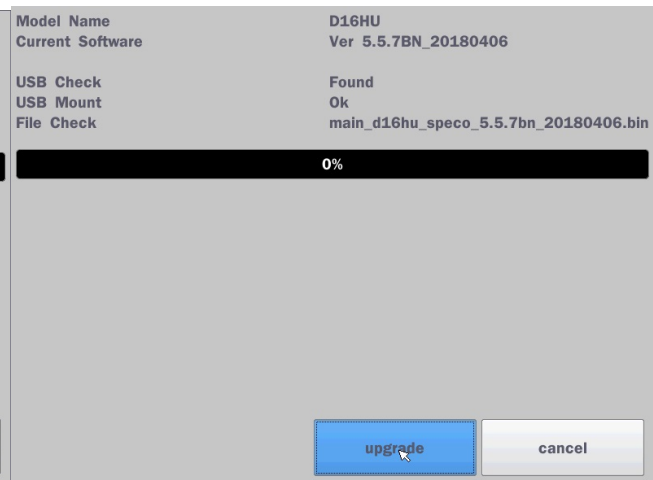 Model Name D16HU
Current Software Ver 5.5.7BN_20180406
USB Check Found
USB Mount Ok
File Check main_d16hu_speco_5.5.7bn_20180406.bin
0%
upgrade cancel